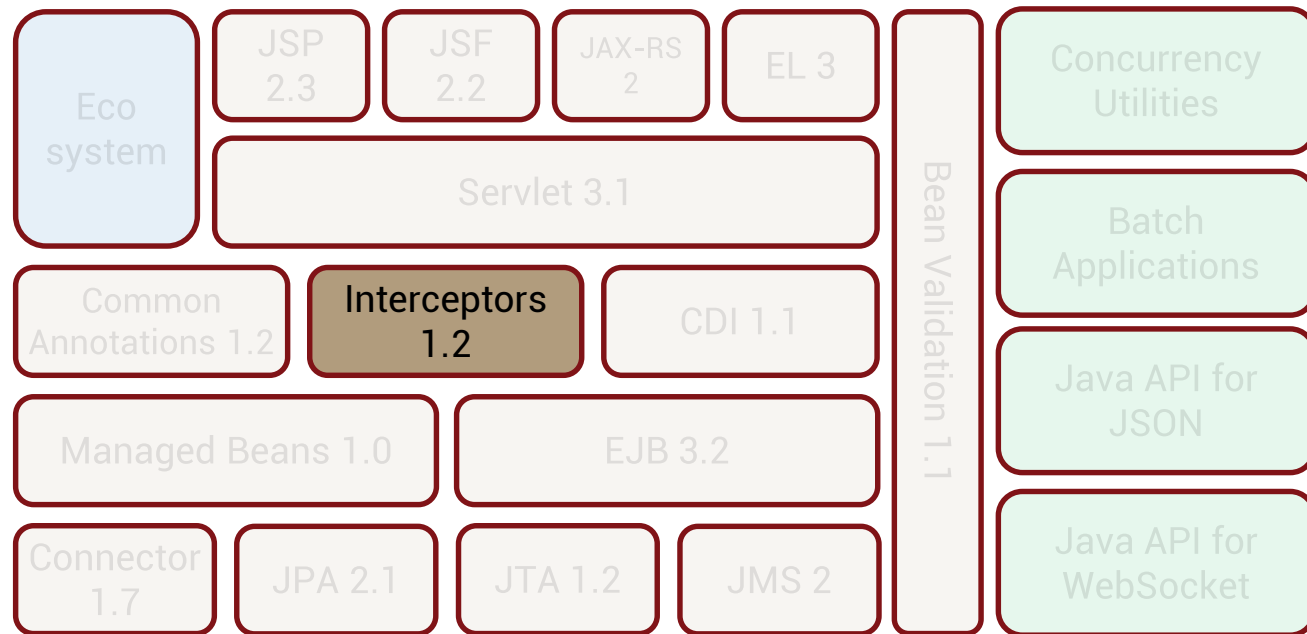 Eco
system
JSP
2.3
JSF
2.2
JAX-RS
2
EL 3
Servlet 3.1
Common
Annotations 1.2
Interceptors
1.2
CDI 1.1
Managed Beans 1.0
EJB 3.2
Connector
1.7
JPA 2.1
JTA 1.2
JMS 2
Bean Validation 1.1
Concurrency
Utilities
Batch
Applications
Java API for
JSON
Java API for
WebSocket